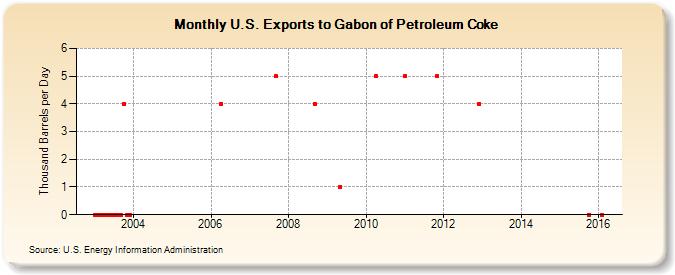 Monthly U.S. Exports to Gabon of Petroleum Coke
Thousand Barrels per Day
6
5
4
3
2
1
0
2004 2006 2008 2010 2012 2014 2016
Source: U.S. Energy Information Administration